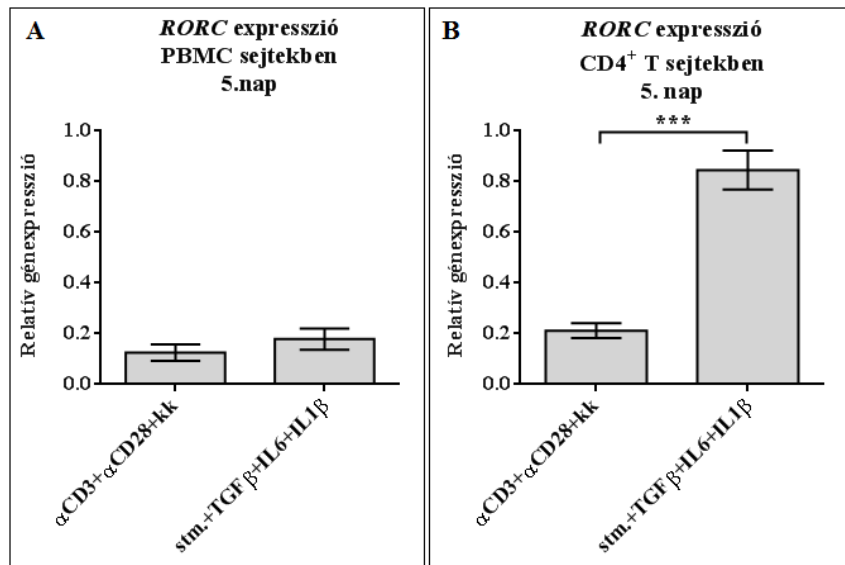 A
RORC expresszió
PBMC sejtekben
5.nap
Relatív génexpresszió
1.0
0.8
0.6
0.4
0.2
0.0
αCD3+αCD28+kk
stm.+TGFβ+IL6+IL1β
B
RORC expresszió
CD4⁺ T sejtekben
5. nap
***
Relatív génexpresszió
1.0
0.8
0.6
0.4
0.2
0.0
αCD3+αCD28+kk
stm.+TGFβ+IL6+IL1β